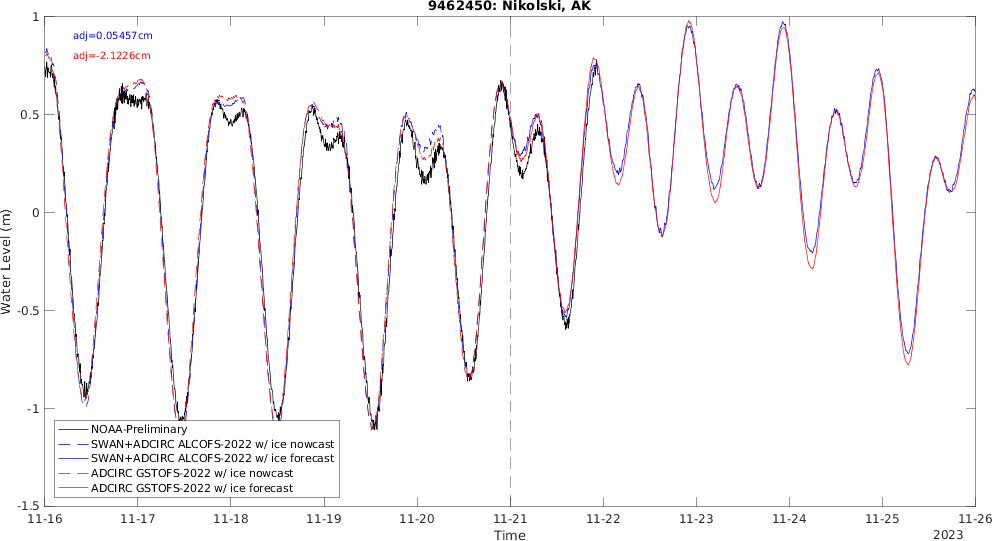 9462450: Nikolski, AK
adj=0.05457cm
adj=-2.1226cm
Water Level (m)
1
0.5
0
-0.5
-1
-1.5
NOAA-Preliminary
SWAN+ADCIRC ALCOFS-2022 w/ ice nowcast
SWAN+ADCIRC ALCOFS-2022 w/ ice forecast
ADCIRC GSTOFS-2022 w/ ice nowcast
ADCIRC GSTOFS-2022 w/ ice forecast
11-16 11-17 11-18 11-19 11-20 11-21 11-22 11-23 11-24 11-25 11-26
Time
2023